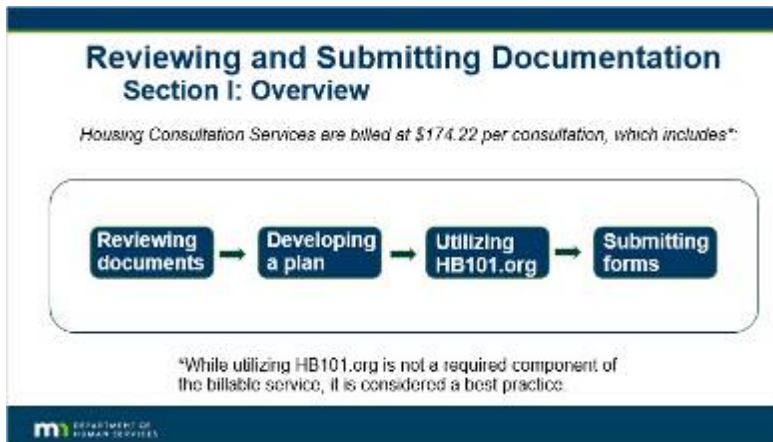 Reviewing and Submitting Documentation
Section I: Overview
Housing Consultation Services are billed at $174.22 per consultation, which includes*:
Reviewing
documents
Developing
a plan
Utilizing
HB101.org
Submitting
forms
*While utilizing HB101.org is not a required component of
the billable service, it is considered a best practice.
mn DEPARTMENT OF
HUMAN SERVICES